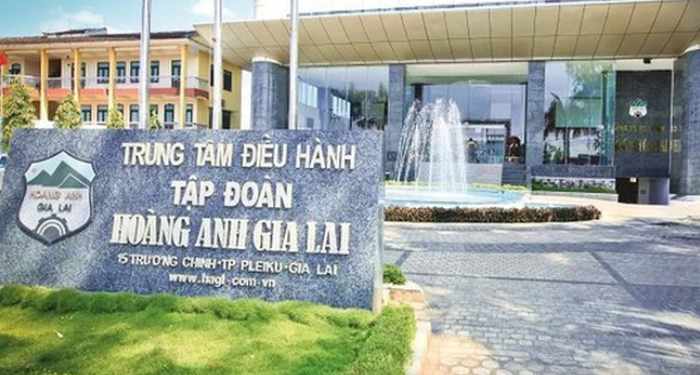 TRUNG TÂM ĐIỀU HÀNH
TẬP ĐOÀN
HOÀNG ANH GIA LAI
15 TRƯỜNG CHINH - TP PLEIKU - GIA LAI
www.hagl.com.vn
HOÀNG ANH
GIA LAI